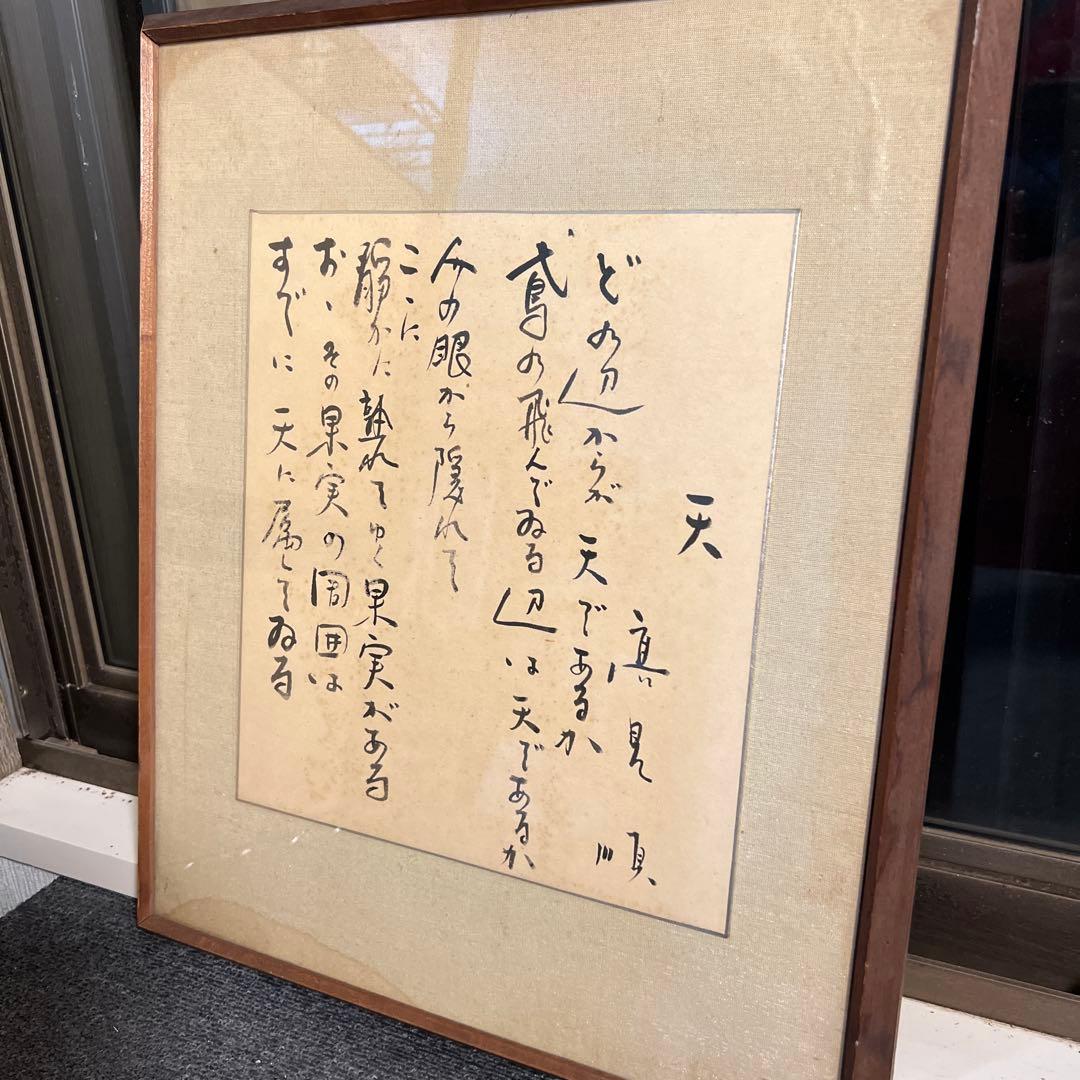 天
高見順
どの辺からが天であるか
鳶の飛んでゐる辺は天であるか
人の眼から隠れて
こゝに
静かに熟れてゆく果実がある
おゝその果実の周囲は
すでに天に属してゐる